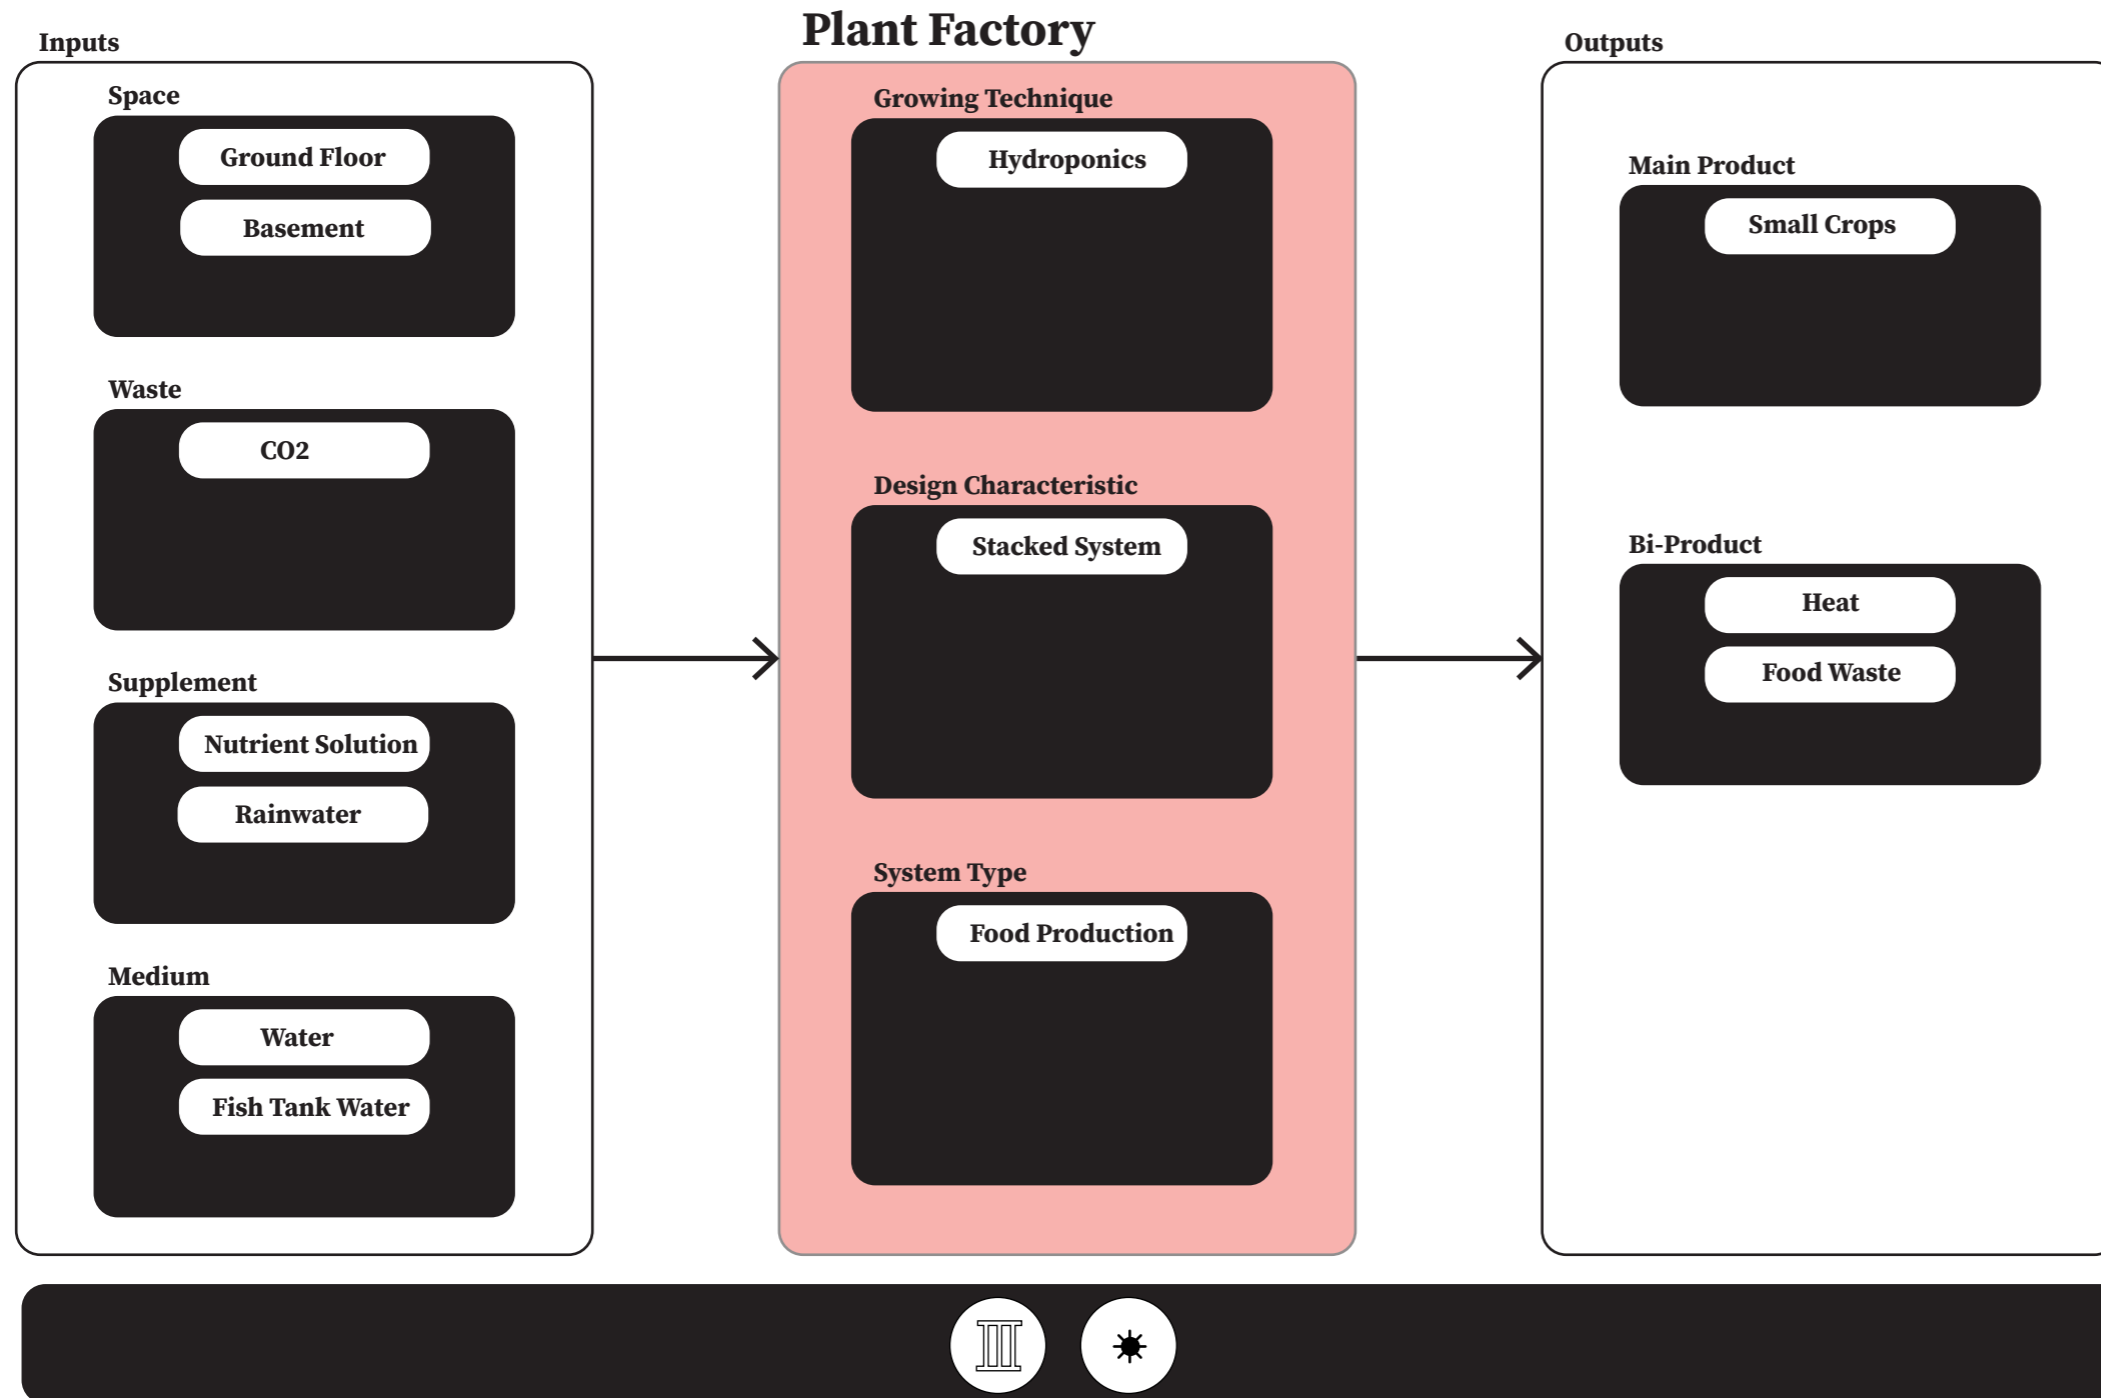 Plant Factory
Inputs
Space
Ground Floor
Basement
Waste
CO2
Supplement
Nutrient Solution
Rainwater
Medium
Water
Fish Tank Water
Growing Technique
Hydroponics
Design Characteristic
Stacked System
System Type
Food Production
Outputs
Main Product
Small Crops
Bi-Product
Heat
Food Waste